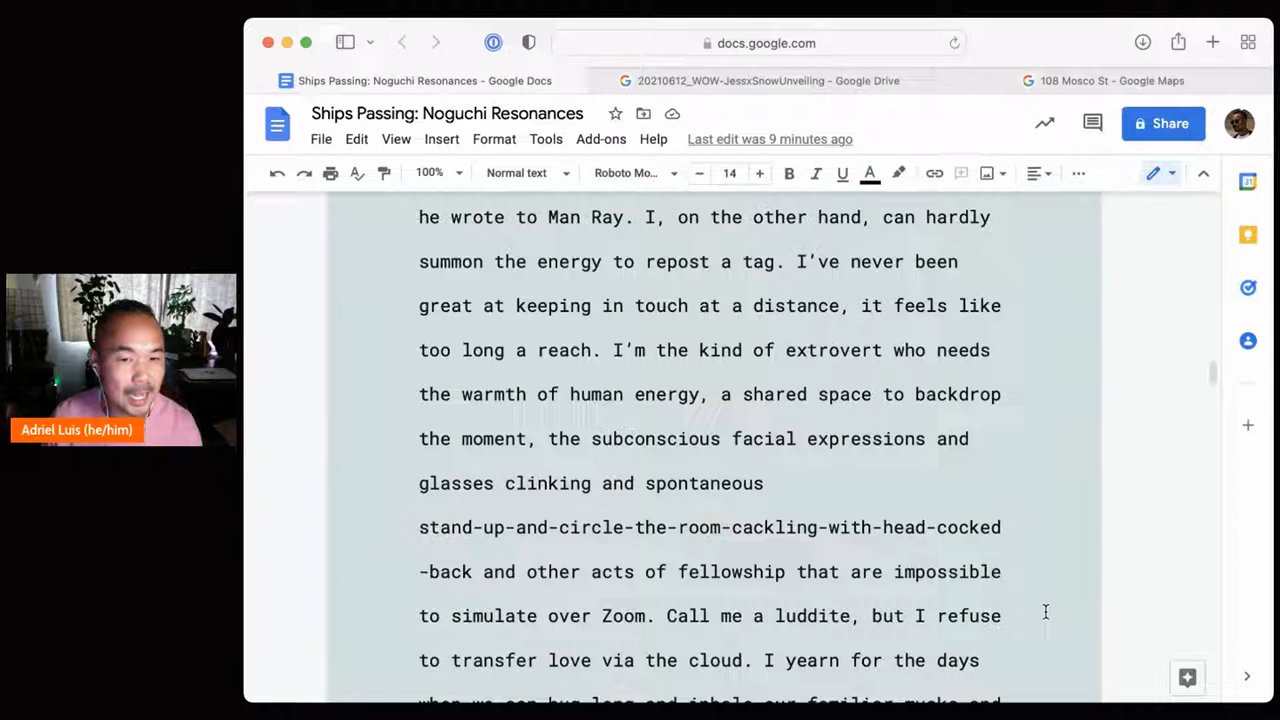 docs.google.com
Ships Passing: Noguchi Resonances - Google Docs
20210612_WOW-JessxSnowUnveiling - Google Drive
108 Mosco St - Google Maps
Ships Passing: Noguchi Resonances
File Edit View Insert Format Tools Add-ons Help Last edit was 9 minutes ago
Share
100% Normal text Roboto Mo... 14 B I U A
31
he wrote to Man Ray. I, on the other hand, can hardly
summon the energy to repost a tag. I’ve never been
great at keeping in touch at a distance, it feels like
too long a reach. I’m the kind of extrovert who needs
the warmth of human energy, a shared space to backdrop
the moment, the subconscious facial expressions and
glasses clinking and spontaneous
stand-up-and-circle-the-room-cackling-with-head-cocked
-back and other acts of fellowship that are impossible
to simulate over Zoom. Call me a luddite, but I refuse
to transfer love via the cloud. I yearn for the days
Adriel Luis (he/him)